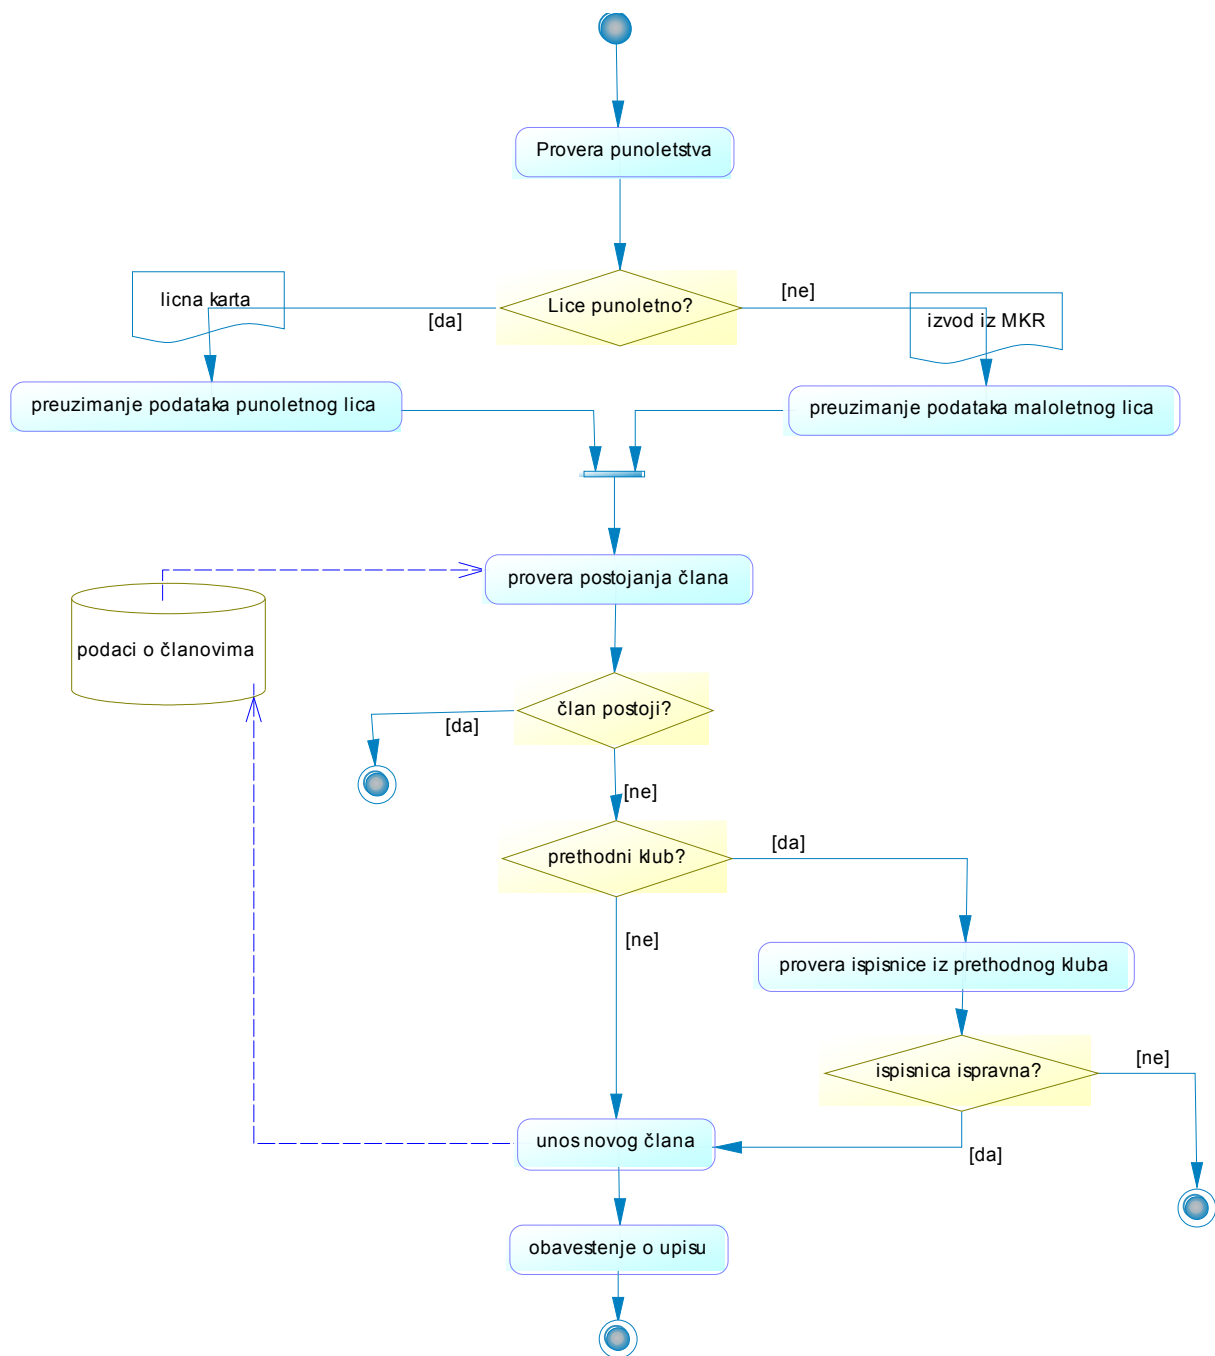 Provera punoletstva
licna karta
Lice punoletno?
[ne]
[da]
izvod iz MKR
preuzimanje podataka punoletnog lica
preuzimanje podataka maloletnog lica
provera postojanja člana
podaci o članovima
član postoji?
[da]
[ne]
prethodni klub?
[da]
[ne]
provera ispisnice iz prethodnog kluba
ispisnica ispravna?
[ne]
unos novog člana
[da]
obavestenje o upisu